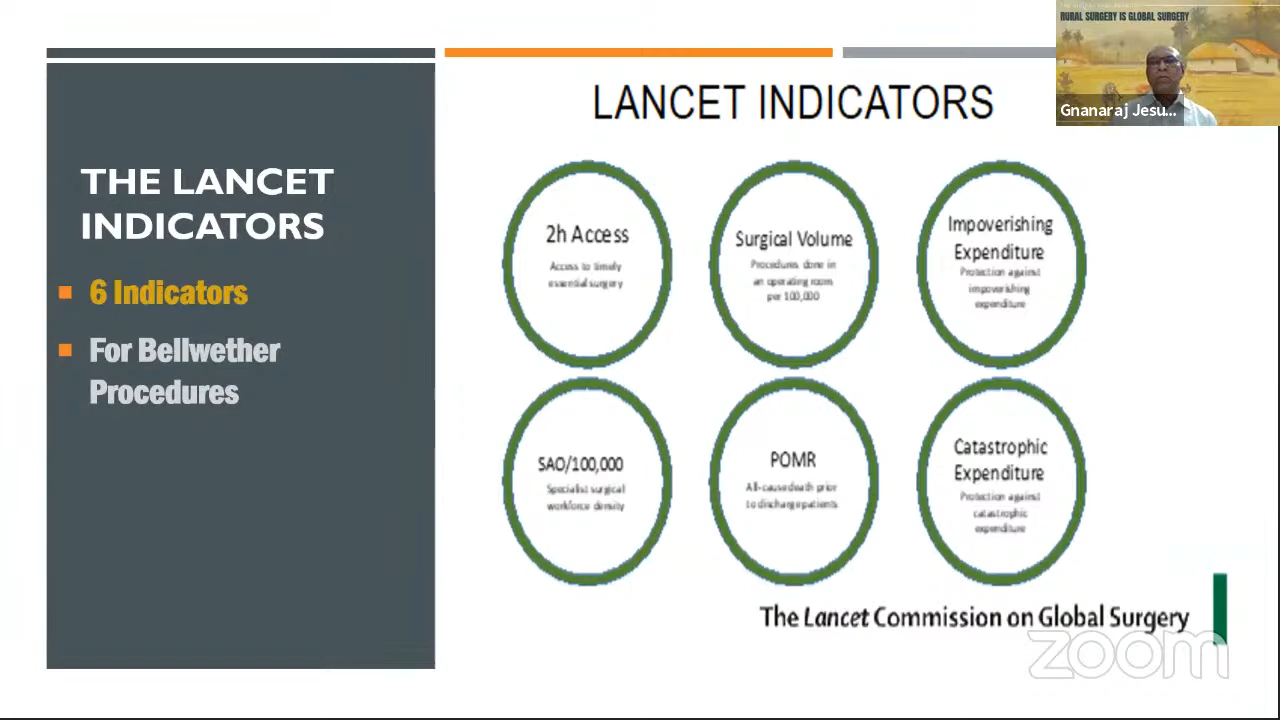 THE LANCET
INDICATORS
6 Indicators
For Bellwether
Procedures
LANCET INDICATORS
2h Access
Access to timely
essential surgery
Surgical Volume
Procedures done in
an operating room
per 100,000
Impoverishing
Expenditure
Protection against
impoverishing
expenditure
SAO/100,000
Specialist surgical
workforce density
POMR
All-cause death prior
to discharge patients
Catastrophic
Expenditure
Protection against
catastrophic
expenditure
The Lancet Commission on Global Surgery
zoom
RURAL SURGERY IS GLOBAL SURGERY
Gnanaraj Jesu...